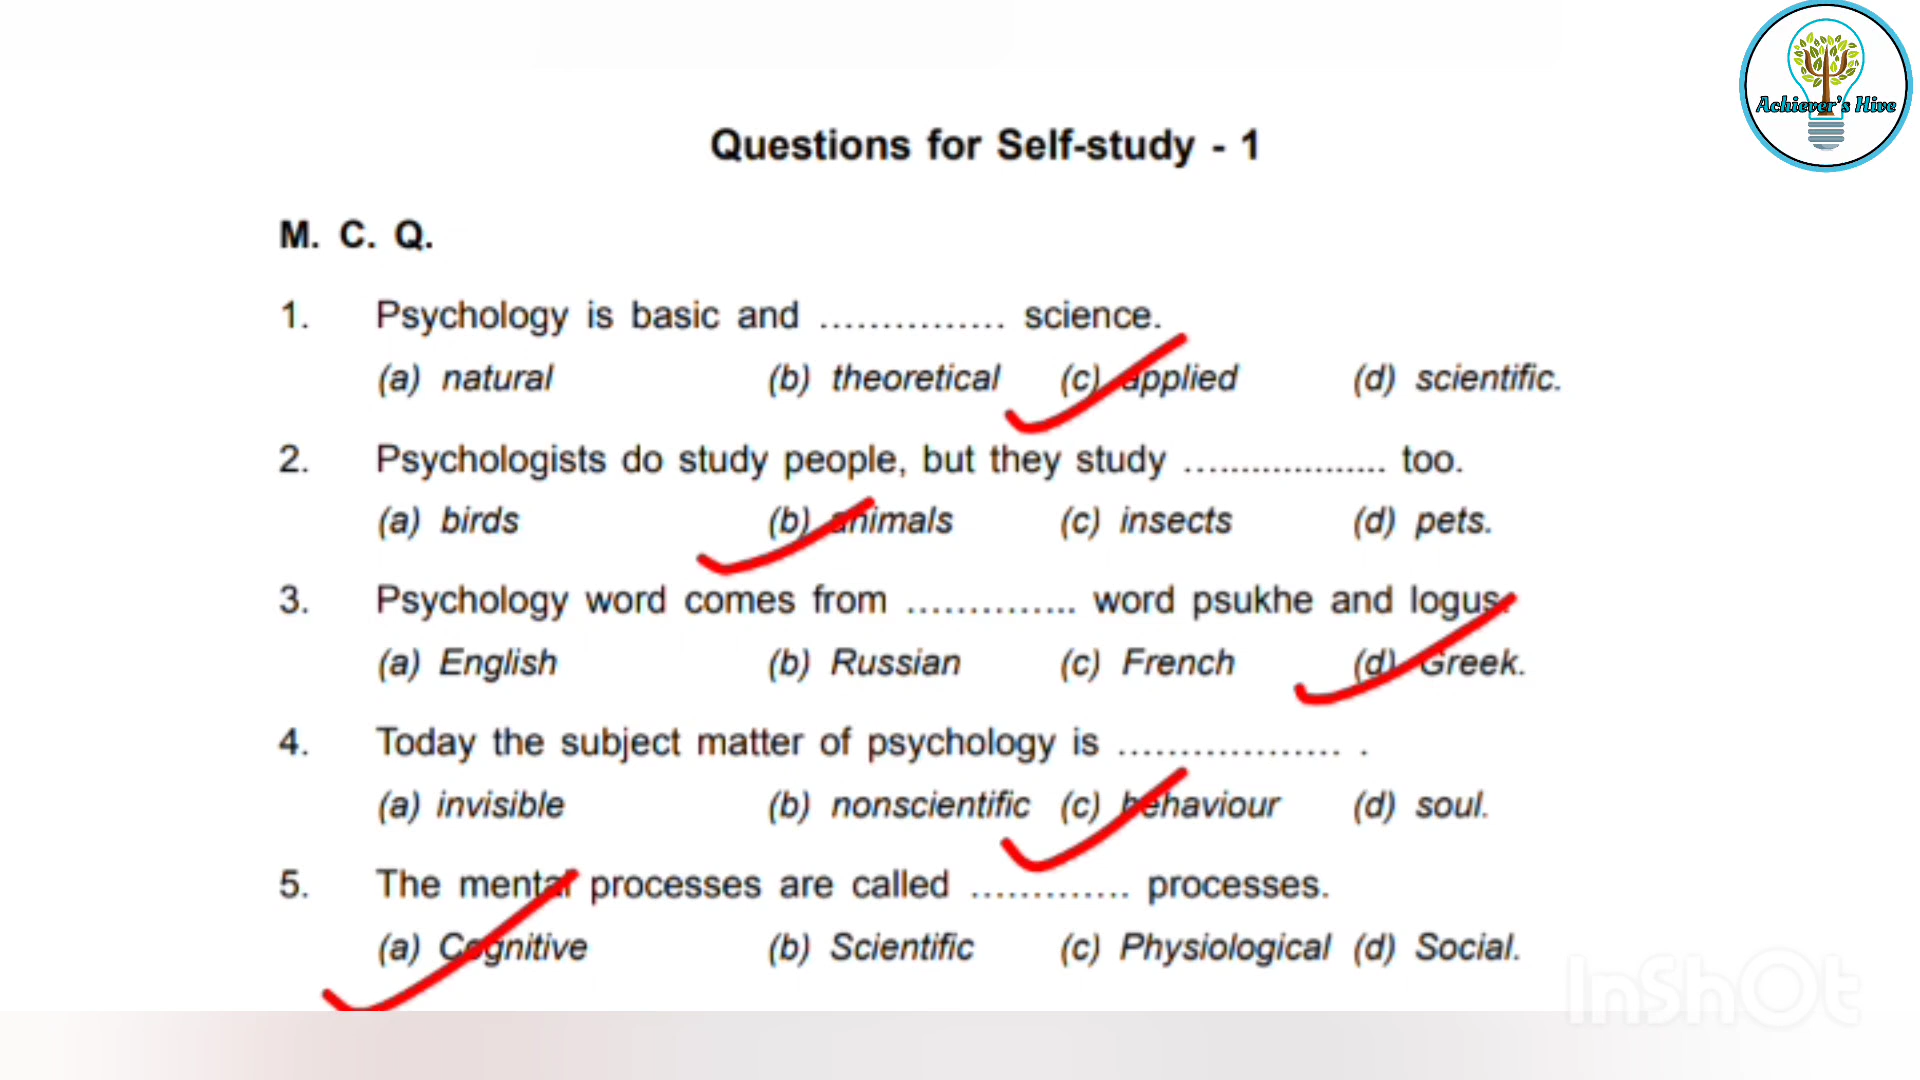 Achiever's Hive
Questions for Self-study - 1
M. C. Q.
1. Psychology is basic and ............... science.
(a) natural (b) theoretical (c) applied (d) scientific.
2. Psychologists do study people, but they study ................... too.
(a) birds (b) animals (c) insects (d) pets.
3. Psychology word comes from .............. word psukhe and logus.
(a) English (b) Russian (c) French (d) Greek.
4. Today the subject matter of psychology is .................. .
(a) invisible (b) nonscientific (c) behaviour (d) soul.
5. The mental processes are called ............. processes.
(a) Cognitive (b) Scientific (c) Physiological (d) Social.
InShOt